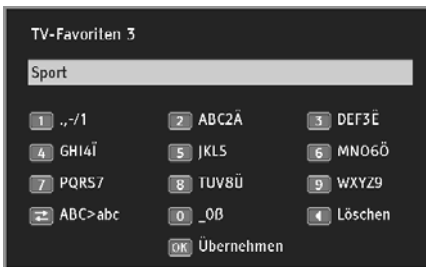 TV-Favoriten 3
Sport
1 .,-/1 2 ABC2Ä 3 DEF3Ë
4 GHI4Ï 5 JKL5 6 MNO6Ö
7 PQRS7 8 TUV8Ü 9 WXYZ9
⇄ ABC>abc 0 _0ß ◀ Löschen
OK Übernehmen